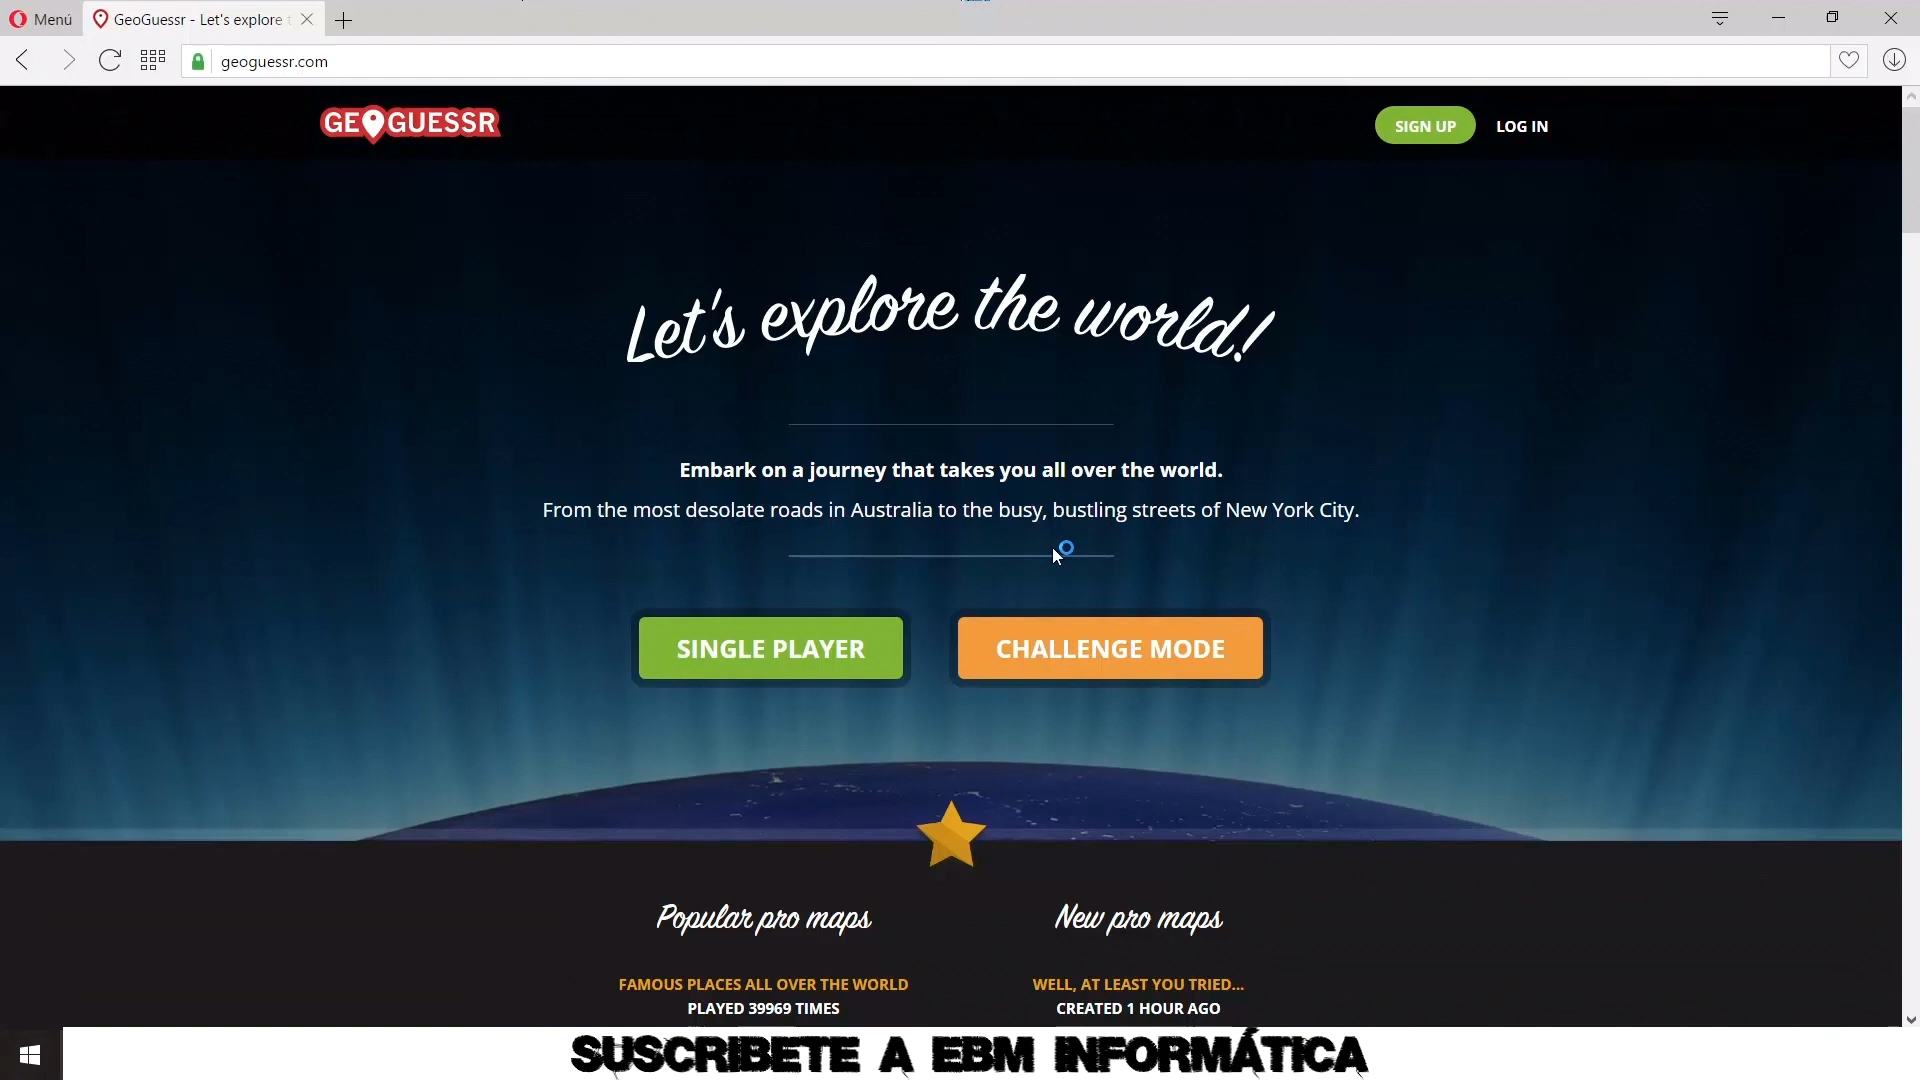 Menú
GeoGuessr - Let's explore
geoguessr.com
GEOGUESSR
SIGN UP
LOG IN
Let's explore the world!
Embark on a journey that takes you all over the world.
From the most desolate roads in Australia to the busy, bustling streets of New York City.
SINGLE PLAYER
CHALLENGE MODE
Popular pro maps
New pro maps
FAMOUS PLACES ALL OVER THE WORLD
WELL, AT LEAST YOU TRIED...
PLAYED 39969 TIMES
CREATED 1 HOUR AGO
SUSCRIBETE A EBM INFORMÁTICA